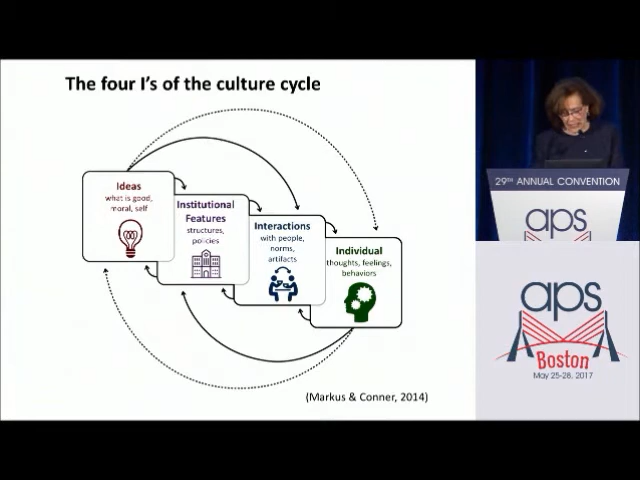 The four I's of the culture cycle
Ideas
what is good,
moral, self
Institutional
Features
structures,
policies
Interactions
with people,
norms,
artifacts
Individual
thoughts, feelings,
behaviors
(Markus & Conner, 2014)
29TH ANNUAL CONVENTION
aps
aps
Boston
May 25-28, 2017